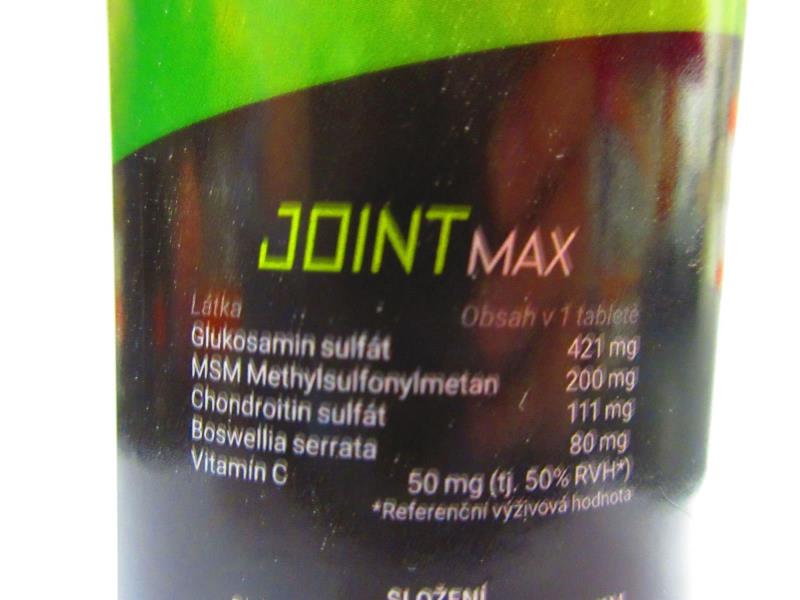 JOINT MAX
Látka Obsah v 1 tabletě
Glukosamin sulfát 421 mg
MSM Methylsulfonylmetan 200 mg
Chondroitin sulfát 111 mg
Boswellia serrata 80 mg
Vitamín C 50 mg (tj. 50% RVH*)
*Referenční výživová hodnota
SLOŽENÍ